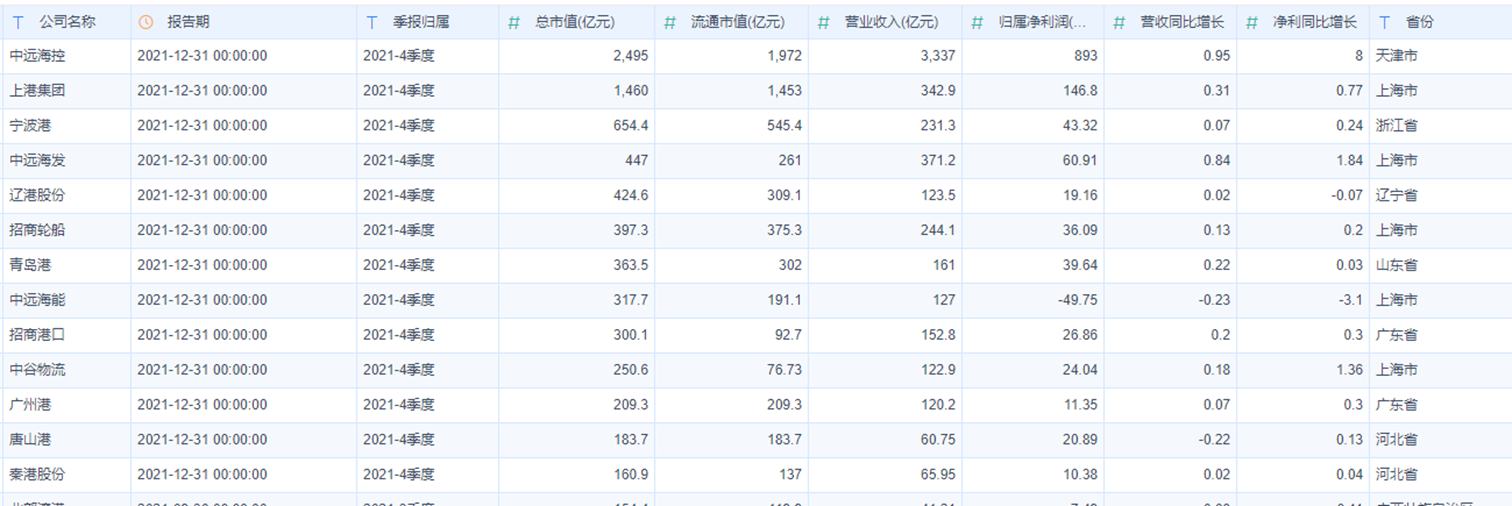 公司名称 报告期 季报归属 总市值(亿元) 流通市值(亿元) 营业收入(亿元) 归属净利润(... 营收同比增长 净利同比增长 省份
中远海控 2021-12-31 00:00:00 2021-4季度 2,495 1,972 3,337 893 0.95 8 天津市
上港集团 2021-12-31 00:00:00 2021-4季度 1,460 1,453 342.9 146.8 0.31 0.77 上海市
宁波港 2021-12-31 00:00:00 2021-4季度 654.4 545.4 231.3 43.32 0.07 0.24 浙江省
中远海发 2021-12-31 00:00:00 2021-4季度 447 261 371.2 60.91 0.84 1.84 上海市
辽港股份 2021-12-31 00:00:00 2021-4季度 424.6 309.1 123.5 19.16 0.02 -0.07 辽宁省
招商轮船 2021-12-31 00:00:00 2021-4季度 397.3 375.3 244.1 36.09 0.13 0.2 上海市
青岛港 2021-12-31 00:00:00 2021-4季度 363.5 302 161 39.64 0.22 0.03 山东省
中远海能 2021-12-31 00:00:00 2021-4季度 317.7 191.1 127 -49.75 -0.23 -3.1 上海市
招商港口 2021-12-31 00:00:00 2021-4季度 300.1 92.7 152.8 26.86 0.2 0.3 广东省
中谷物流 2021-12-31 00:00:00 2021-4季度 250.6 76.73 122.9 24.04 0.18 1.36 上海市
广州港 2021-12-31 00:00:00 2021-4季度 209.3 209.3 120.2 11.35 0.07 0.3 广东省
唐山港 2021-12-31 00:00:00 2021-4季度 183.7 183.7 60.75 20.89 -0.22 0.13 河北省
秦港股份 2021-12-31 00:00:00 2021-4季度 160.9 137 65.95 10.38 0.02 0.04 河北省